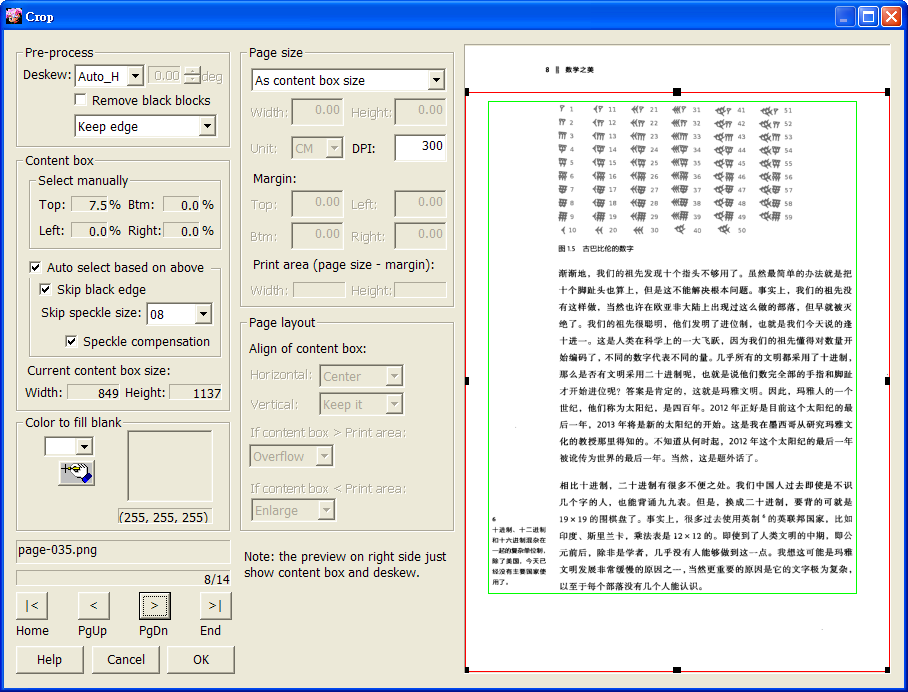 Crop
Pre-process
Deskew: Auto_H 0.00 deg
Remove black blocks
Keep edge
Content box
Select manually
Top: 7.5 % Btm: 0.0 %
Left: 0.0 % Right: 0.0 %
Auto select based on above
Skip black edge
Skip speckle size: 08
Speckle compensation
Current content box size:
Width: 849 Height: 1137
Color to fill blank
(255, 255, 255)
page-035.png
8/14
|< < > >|
Home PgUp PgDn End
Help Cancel OK
Page size
As content box size
Width: 0.00 Height: 0.00
Unit: CM DPI: 300
Margin:
Top: 0.00 Left: 0.00
Btm: 0.00 Right: 0.00
Print area (page size - margin):
Width: Height:
Page layout
Align of content box:
Horizontal: Center
Vertical: Keep it
If content box > Print area:
Overflow
If content box < Print area:
Enlarge
Note: the preview on right side just
show content box and deskew.
8 ‖ 数学之美
1 11 21 31 41 51
2 12 22 32 42 52
3 13 23 33 43 53
4 14 24 34 44 54
5 15 25 35 45 55
6 16 26 36 46 56
7 17 27 37 47 57
8 18 28 38 48 58
9 19 29 39 49 59
10 20 30 40 50
图 1.5 古巴比伦的数字
渐渐地，我们的祖先发现十个指头不够用了。虽然最简单的办法就是把
十个脚趾头也算上，但是这不能解决根本问题。事实上，我们的祖先没
有这样做，当然也许在欧亚非大陆上出现过这么做的部落，但早就被灭
绝了。我们的祖先很聪明，他们发明了进位制，也就是我们今天说的逢
十进一。这是人类在科学上的一大飞跃，因为我们的祖先懂得对数量开
始编码了，不同的数字代表不同的量。几乎所有的文明都采用了十进制，
那么是否有文明采用二十进制呢，也就是说他们数完全部的手指和脚趾
才开始进位呢？答案是肯定的，这就是玛雅文明。因此，玛雅人的一个
世纪，他们称为太阳纪，是四百年。2012 年正好是目前这个太阳纪的最
后一年，2013 年将是新的太阳纪的开始。这是我在墨西哥从研究玛雅文
化的教授那里得知的。不知道从何时起，2012 年这个太阳纪的最后一年
被讹传为世界的最后一年。当然，这是题外话了。
相比十进制，二十进制有很多不便之处。我们中国人过去即使是不识
几个字的人，也能背诵九九表。但是，换成二十进制，要背的可就是
19×19 的围棋盘了。事实上，很多过去使用英制 6 的英联邦国家，比如
印度、斯里兰卡，乘法表是 12×12 的。即使到了人类文明的中期，即公
元前后，除非是学者，几乎没有人能够做到这一点。我想这可能是玛雅
文明发展非常缓慢的原因之一，当然更重要的原因是它的文字极为复杂，
以至于每个部落没有几个人能认识。
6
十进制、十二进制
和十六进制混杂在
一起的复杂单位制，
除了美国，今天已
经没有主要国家使
用了。